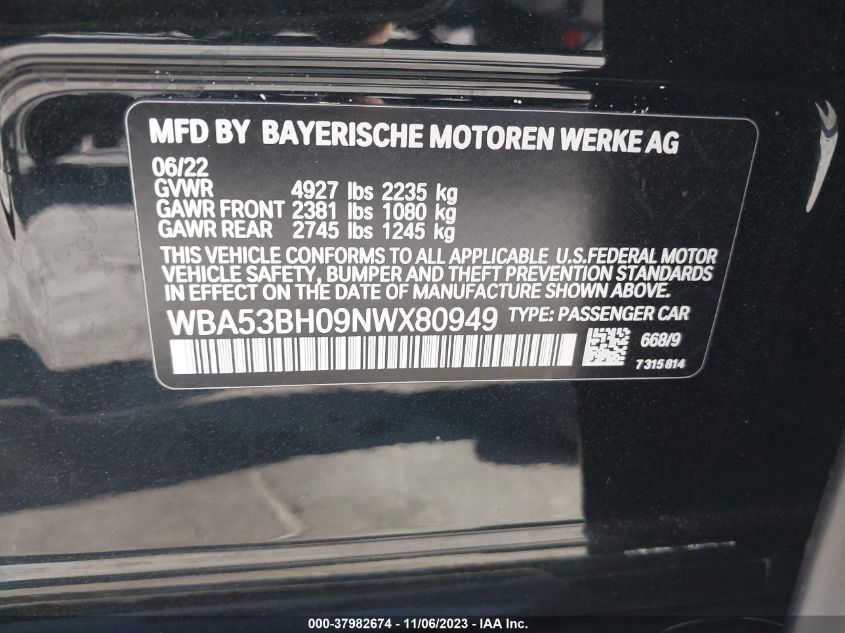 MFD BY BAYERISCHE MOTOREN WERKE AG
06/22
GVWR 4927 lbs 2235 kg
GAWR FRONT 2381 lbs 1080 kg
GAWR REAR 2745 lbs 1245 kg
THIS VEHICLE CONFORMS TO ALL APPLICABLE U.S.FEDERAL MOTOR
VEHICLE SAFETY, BUMPER AND THEFT PREVENTION STANDARDS
IN EFFECT ON THE DATE OF MANUFACTURE SHOWN ABOVE.
WBA53BH09NWX80949 TYPE: PASSENGER CAR
668/9
7315814
000-37982674 - 11/06/2023 - IAA Inc.